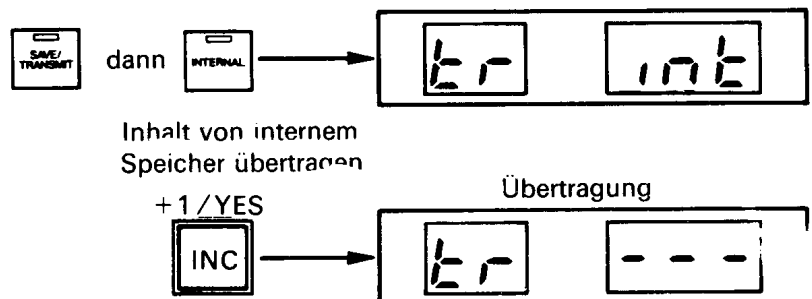 SAVE/
TRANSMIT
dann
INTERNAL
tr int
Inhalt von internem
Speicher übertragen
+1/YES
INC
Übertragung
tr - - -